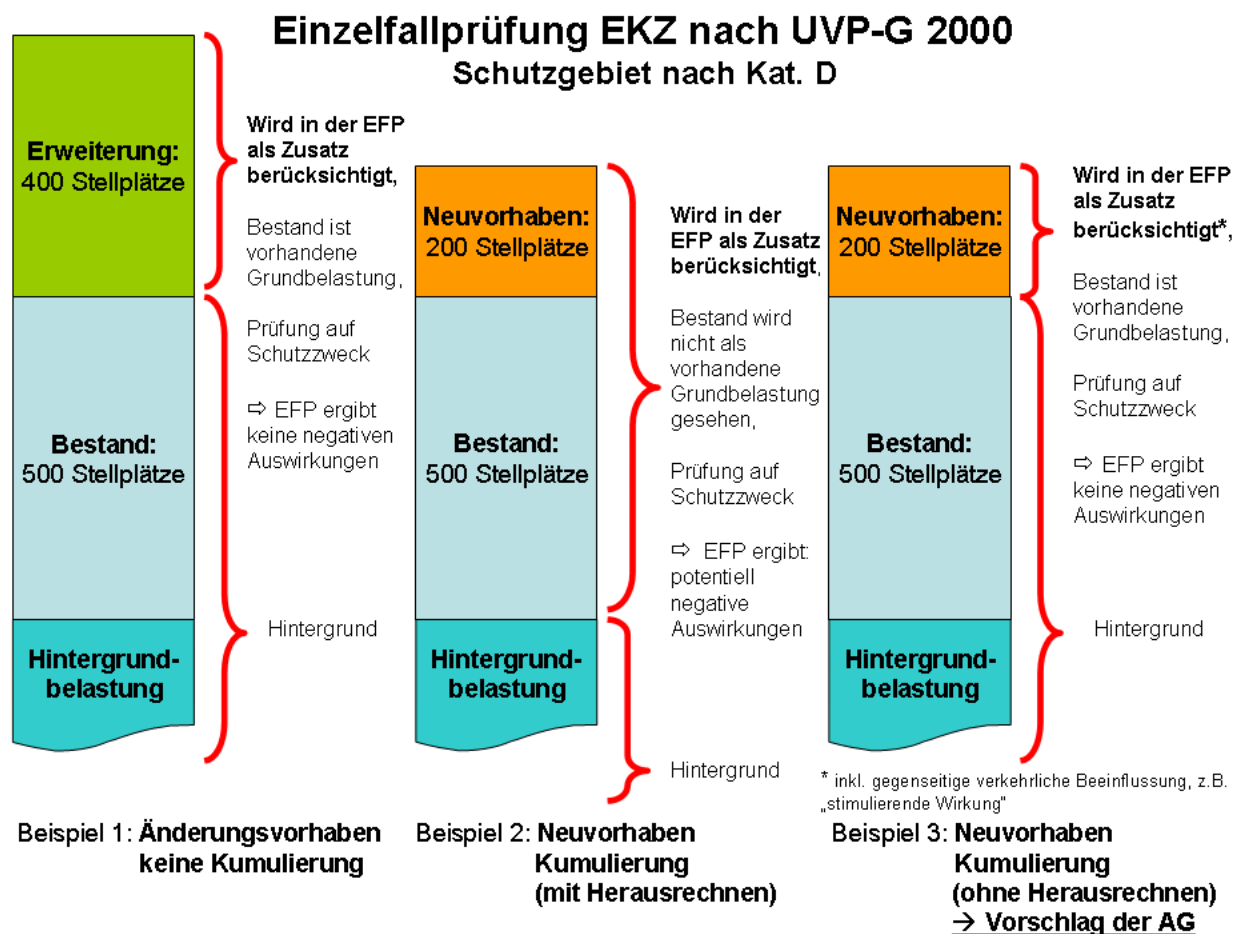 Einzelfallprüfung EKZ nach UVP-G 2000
Schutzgebiet nach Kat. D
Erweiterung:
400 Stellplätze
Bestand:
500 Stellplätze
Hintergrund-
belastung
Wird in der EFP
als Zusatz
berücksichtigt,
Bestand ist
vorhandene
Grundbelastung,
Prüfung auf
Schutzzweck
⇨ EFP ergibt
keine negativen
Auswirkungen
Hintergrund
Beispiel 1: Änderungsvorhaben
keine Kumulierung
Neuvorhaben:
200 Stellplätze
Bestand:
500 Stellplätze
Hintergrund-
belastung
Wird in der
EFP als Zusatz
berücksichtigt,
Bestand wird
nicht als
vorhandene
Grundbelastung
gesehen,
Prüfung auf
Schutzzweck
⇨ EFP ergibt:
potentiell
negative
Auswirkungen
Hintergrund
Beispiel 2: Neuvorhaben
Kumulierung
(mit Herausrechnen)
Neuvorhaben:
200 Stellplätze
Bestand:
500 Stellplätze
Hintergrund-
belastung
Wird in der EFP
als Zusatz
berücksichtigt*,
Bestand ist
vorhandene
Grundbelastung,
Prüfung auf
Schutzzweck
⇨ EFP ergibt
keine negativen
Auswirkungen
Hintergrund
* inkl. gegenseitige verkehrliche Beeinflussung, z.B.
„stimulierende Wirkung"
Beispiel 3: Neuvorhaben
Kumulierung
(ohne Herausrechnen)
→ Vorschlag der AG